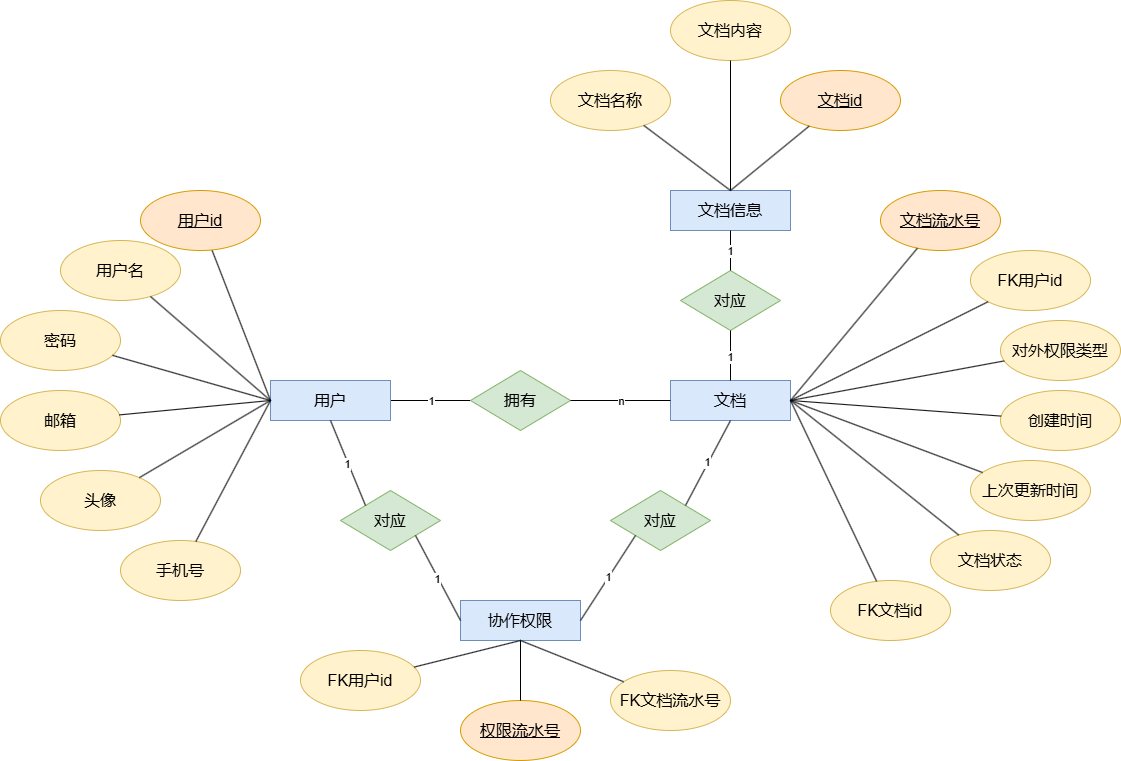 文档内容
文档名称
文档id
文档信息
1
对应
1
用户id
用户名
密码
邮箱
头像
手机号
用户
1
拥有
n
文档
文档流水号
FK用户id
对外权限类型
创建时间
上次更新时间
文档状态
FK文档id
1
对应
1
1
对应
1
协作权限
FK用户id
权限流水号
FK文档流水号